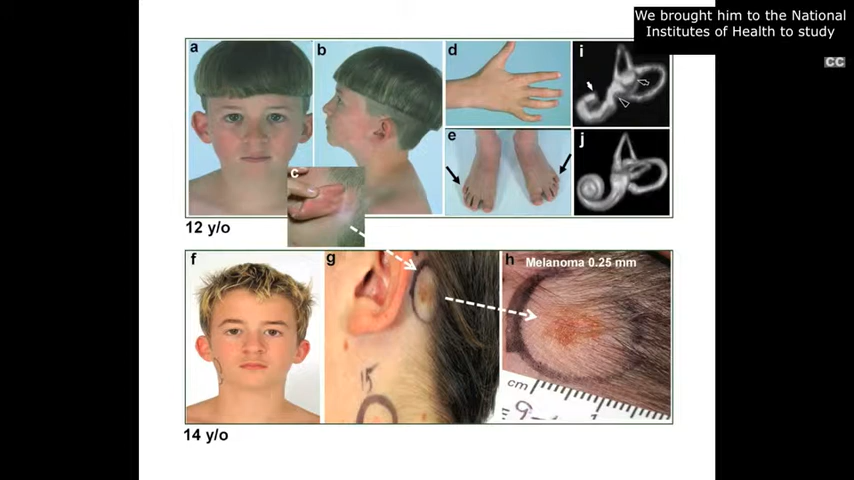 We brought him to the National
Institutes of Health to study
CC
a
b
d
i
e
j
c
12 y/o
f
g
h
Melanoma 0.25 mm
15
cm
9
14 y/o